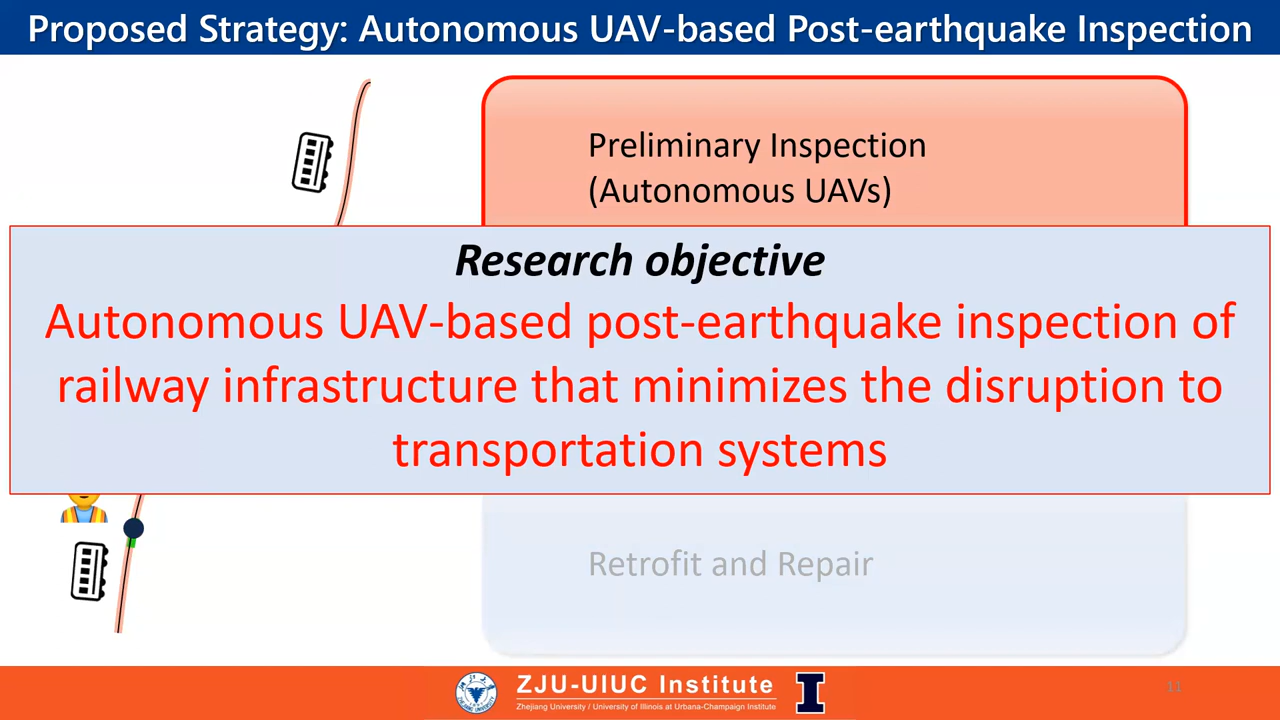 Proposed Strategy: Autonomous UAV-based Post-earthquake Inspection
Preliminary Inspection
(Autonomous UAVs)
Research objective
Autonomous UAV-based post-earthquake inspection of
railway infrastructure that minimizes the disruption to
transportation systems
Retrofit and Repair
ZJU-UIUC Institute
Zhejiang University / University of Illinois at Urbana-Champaign Institute
11